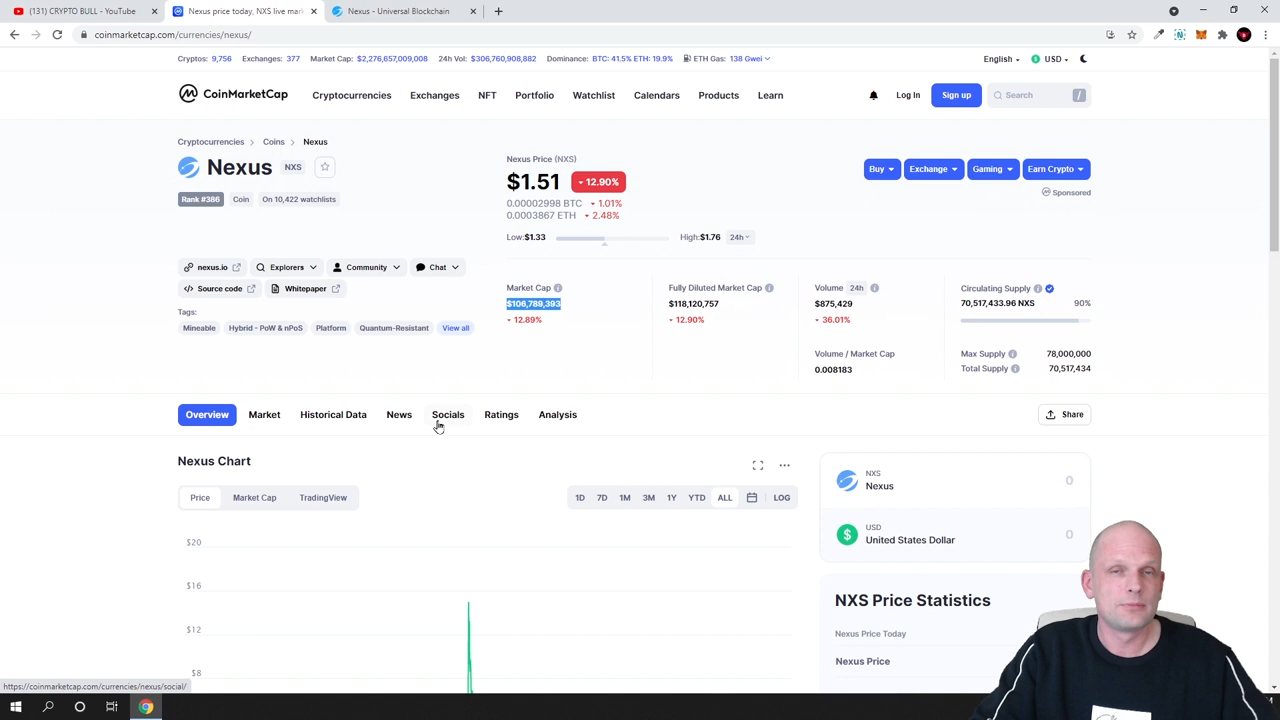 (131) CRYPTO BULL - YouTube
Nexus price today, NXS live mar
Nexus - Universal Blockchain
coinmarketcap.com/currencies/nexus/
Cryptos: 9,756 Exchanges: 377 Market Cap: $2,276,657,009,008 24h Vol: $306,760,908,882 Dominance: BTC: 41.5% ETH: 19.9% ETH Gas: 138 Gwei
English USD
CoinMarketCap
Cryptocurrencies Exchanges NFT Portfolio Watchlist Calendars Products Learn
Log In Sign up Search /
Cryptocurrencies > Coins > Nexus
Nexus NXS
Rank #386 Coin On 10,422 watchlists
nexus.io Explorers Community Chat
Source code Whitepaper
Tags:
Mineable Hybrid - PoW & nPoS Platform Quantum-Resistant View all
Nexus Price (NXS)
$1.51 12.90%
0.00002998 BTC 1.01%
0.0003867 ETH 2.48%
Low: $1.33 High: $1.76 24h
Buy Exchange Gaming Earn Crypto
Sponsored
Market Cap
$106,789,393
12.89%
Fully Diluted Market Cap
$118,120,757
12.90%
Volume 24h
$875,429
36.01%
Volume / Market Cap
0.008183
Circulating Supply
70,517,433.96 NXS 90%
Max Supply 78,000,000
Total Supply 70,517,434
Overview Market Historical Data News Socials Ratings Analysis
Share
Nexus Chart
Price Market Cap TradingView
1D 7D 1M 3M 1Y YTD ALL LOG
$20
$16
$12
$8
NXS
Nexus 0
USD
United States Dollar 0
NXS Price Statistics
Nexus Price Today
Nexus Price
https://coinmarketcap.com/currencies/nexus/social/